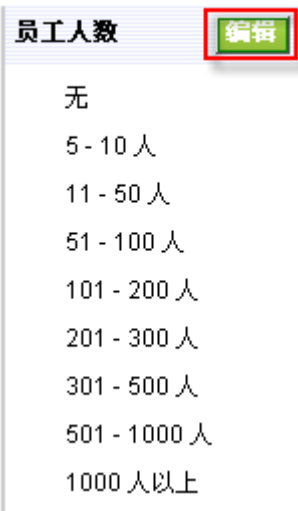 员工人数 编辑
无
5 - 10 人
11 - 50 人
51 - 100 人
101 - 200 人
201 - 300 人
301 - 500 人
501 - 1000 人
1000 人以上